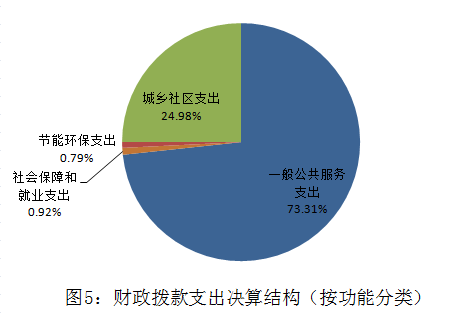 城乡社区支出
24.98%
节能环保支出
0.79%
社会保障和
就业支出
0.92%
一般公共服务
支出
73.31%
图5：财政拨款支出决算结构（按功能分类）